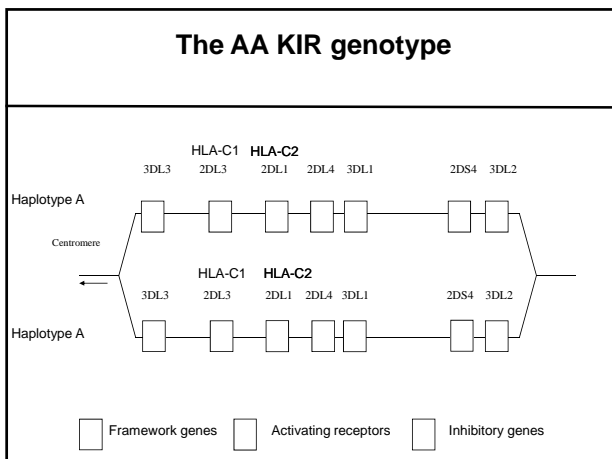 The AA KIR genotype
HLA-C1 HLA-C2
3DL3 2DL3 2DL1 2DL4 3DL1 2DS4 3DL2
Haplotype A
Centromere
HLA-C1 HLA-C2
3DL3 2DL3 2DL1 2DL4 3DL1 2DS4 3DL2
Haplotype A
Framework genes Activating receptors Inhibitory genes